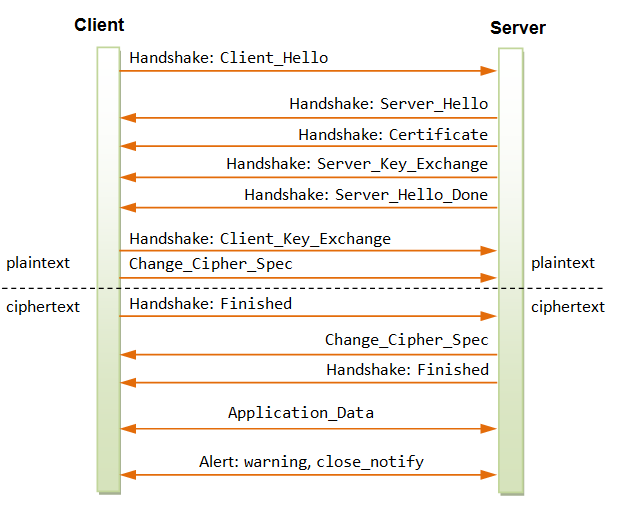 Client
Server
Handshake: Client_Hello
Handshake: Server_Hello
Handshake: Certificate
Handshake: Server_Key_Exchange
Handshake: Server_Hello_Done
Handshake: Client_Key_Exchange
plaintext
Change_Cipher_Spec
plaintext
ciphertext
Handshake: Finished
ciphertext
Change_Cipher_Spec
Handshake: Finished
Application_Data
Alert: warning, close_notify